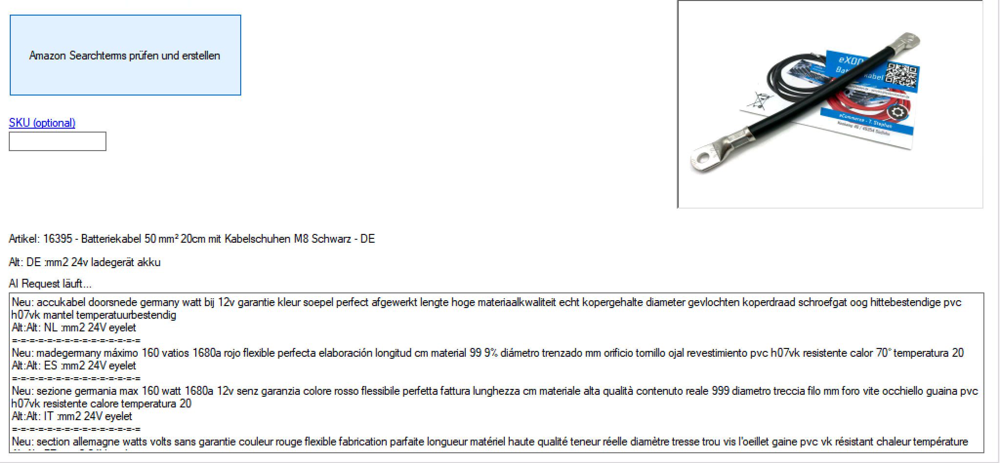 Amazon Searchterms prüfen und erstellen
SKU (optional)
eXOD
Batteriekabel
eCommerce - T. Stephan
Artikel: 16395 - Batteriekabel 50 mm² 20cm mit Kabelschuhen M8 Schwarz - DE
Alt: DE :mm2 24v ladegerät akku
AI Request läuft...
Neu: accukabel doorsnede germany watt bij 12v garantie kleur soepel perfect afgewerkt lengte hoge materiaalkwaliteit echt kopergehalte diameter gevlochten koperdraad schroefgat oog hittebestendige pvc
h07vk mantel temperatuurbestendig
Alt:Alt: NL :mm2 24V eyelet
=-=-=-=-=-=-=-=-=-=-=-=-=-=-=
Neu: madegermany máximo 160 vatios 1680a rojo flexible perfecta elaboración longitud cm material 99 9% diámetro trenzado mm orificio tornillo ojal revestimiento pvc h07vk resistente calor 70° temperatura 20
Alt:Alt: ES :mm2 24V eyelet
=-=-=-=-=-=-=-=-=-=-=-=-=-=-=
Neu: sezione germania max 160 watt 1680a 12v senz garanzia colore rosso flessibile perfetta fattura lunghezza cm materiale alta qualità contenuto reale 999 diametro treccia filo mm foro vite occhiello guaina pvc
h07vk resistente calore temperatura 20
Alt:Alt: IT :mm2 24V eyelet
=-=-=-=-=-=-=-=-=-=-=-=-=-=-=
Neu: section allemagne watts volts sans garantie couleur rouge flexible fabrication parfaite longueur matériel haute qualité teneur réelle diamètre tresse trou vis l'oeillet gaine pvc vk résistant chaleur température